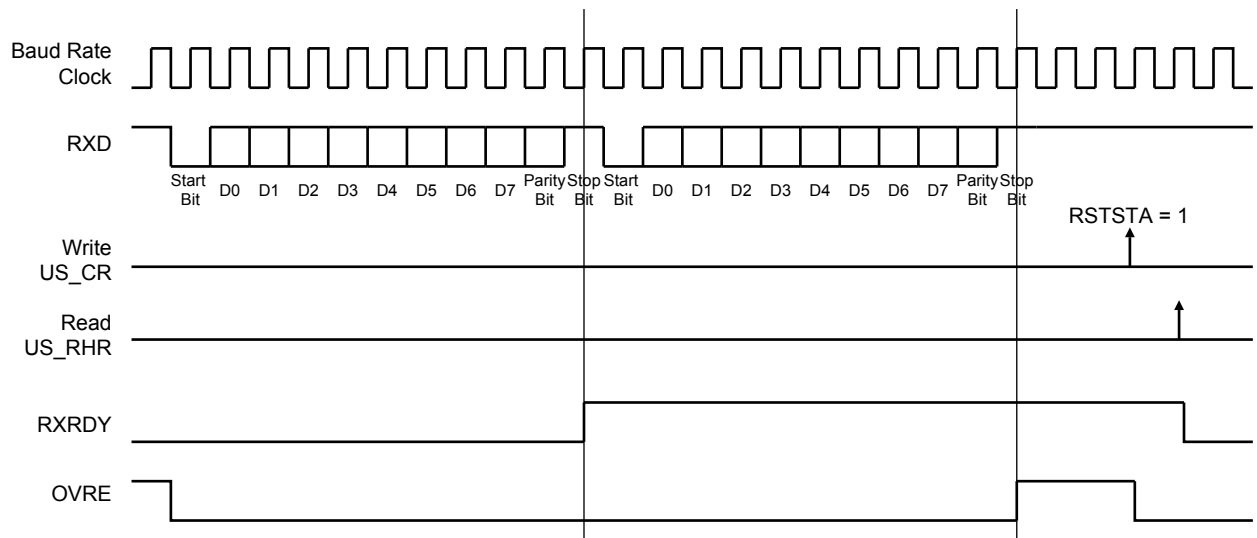 Baud Rate
Clock
RXD
Start
Bit
D0 D1 D2 D3 D4 D5 D6 D7
Parity
Bit
Stop
Bit
Start
Bit
D0 D1 D2 D3 D4 D5 D6 D7
Parity
Bit
Stop
Bit
RSTSTA = 1
Write
US_CR
Read
US_RHR
RXRDY
OVRE